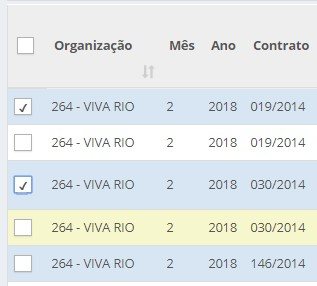 Organização Mês Ano Contrato
264 - VIVA RIO 2 2018 019/2014
264 - VIVA RIO 2 2018 019/2014
264 - VIVA RIO 2 2018 030/2014
264 - VIVA RIO 2 2018 030/2014
264 - VIVA RIO 2 2018 146/2014